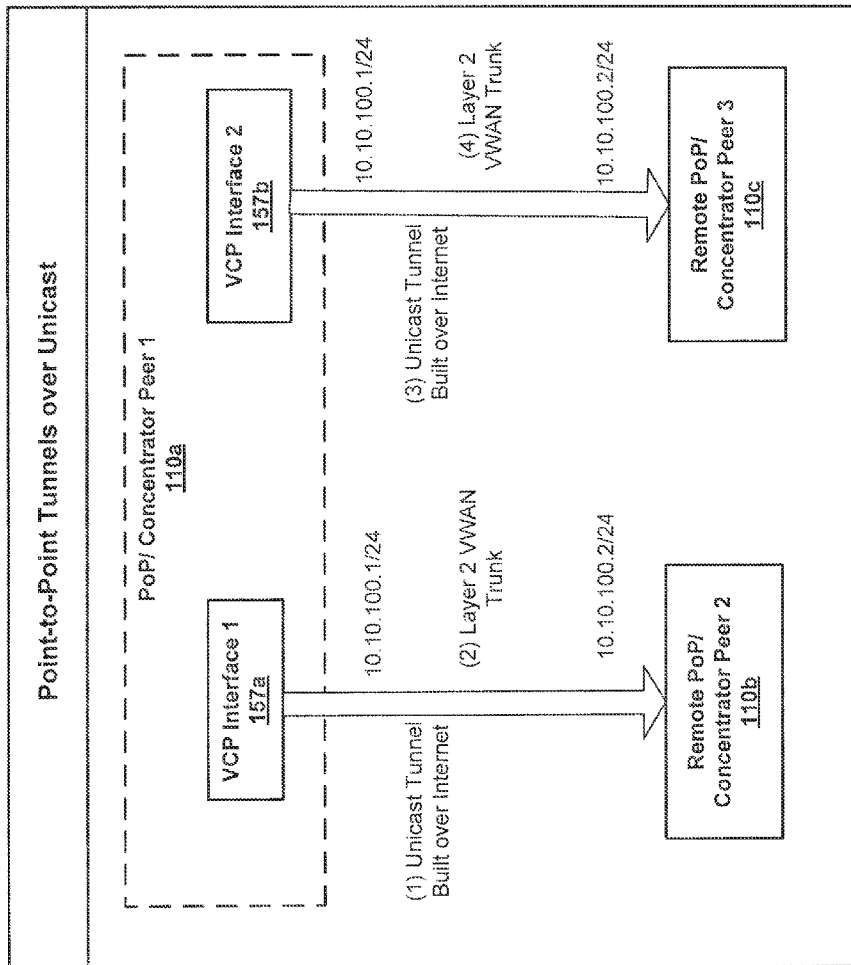 Point-to-Point Tunnels over Unicast
PoP/ Concentrator Peer 1
110a
VCP Interface 1
157a
(1) Unicast Tunnel
Built over Internet
10.10.100.1/24
(2) Layer 2 VWAN
Trunk
10.10.100.2/24
Remote PoP/
Concentrator Peer 2
110b
VCP Interface 2
157b
(3) Unicast Tunnel
Built over Internet
10.10.100.1/24
(4) Layer 2
VWAN Trunk
10.10.100.2/24
Remote PoP/
Concentrator Peer 3
110c